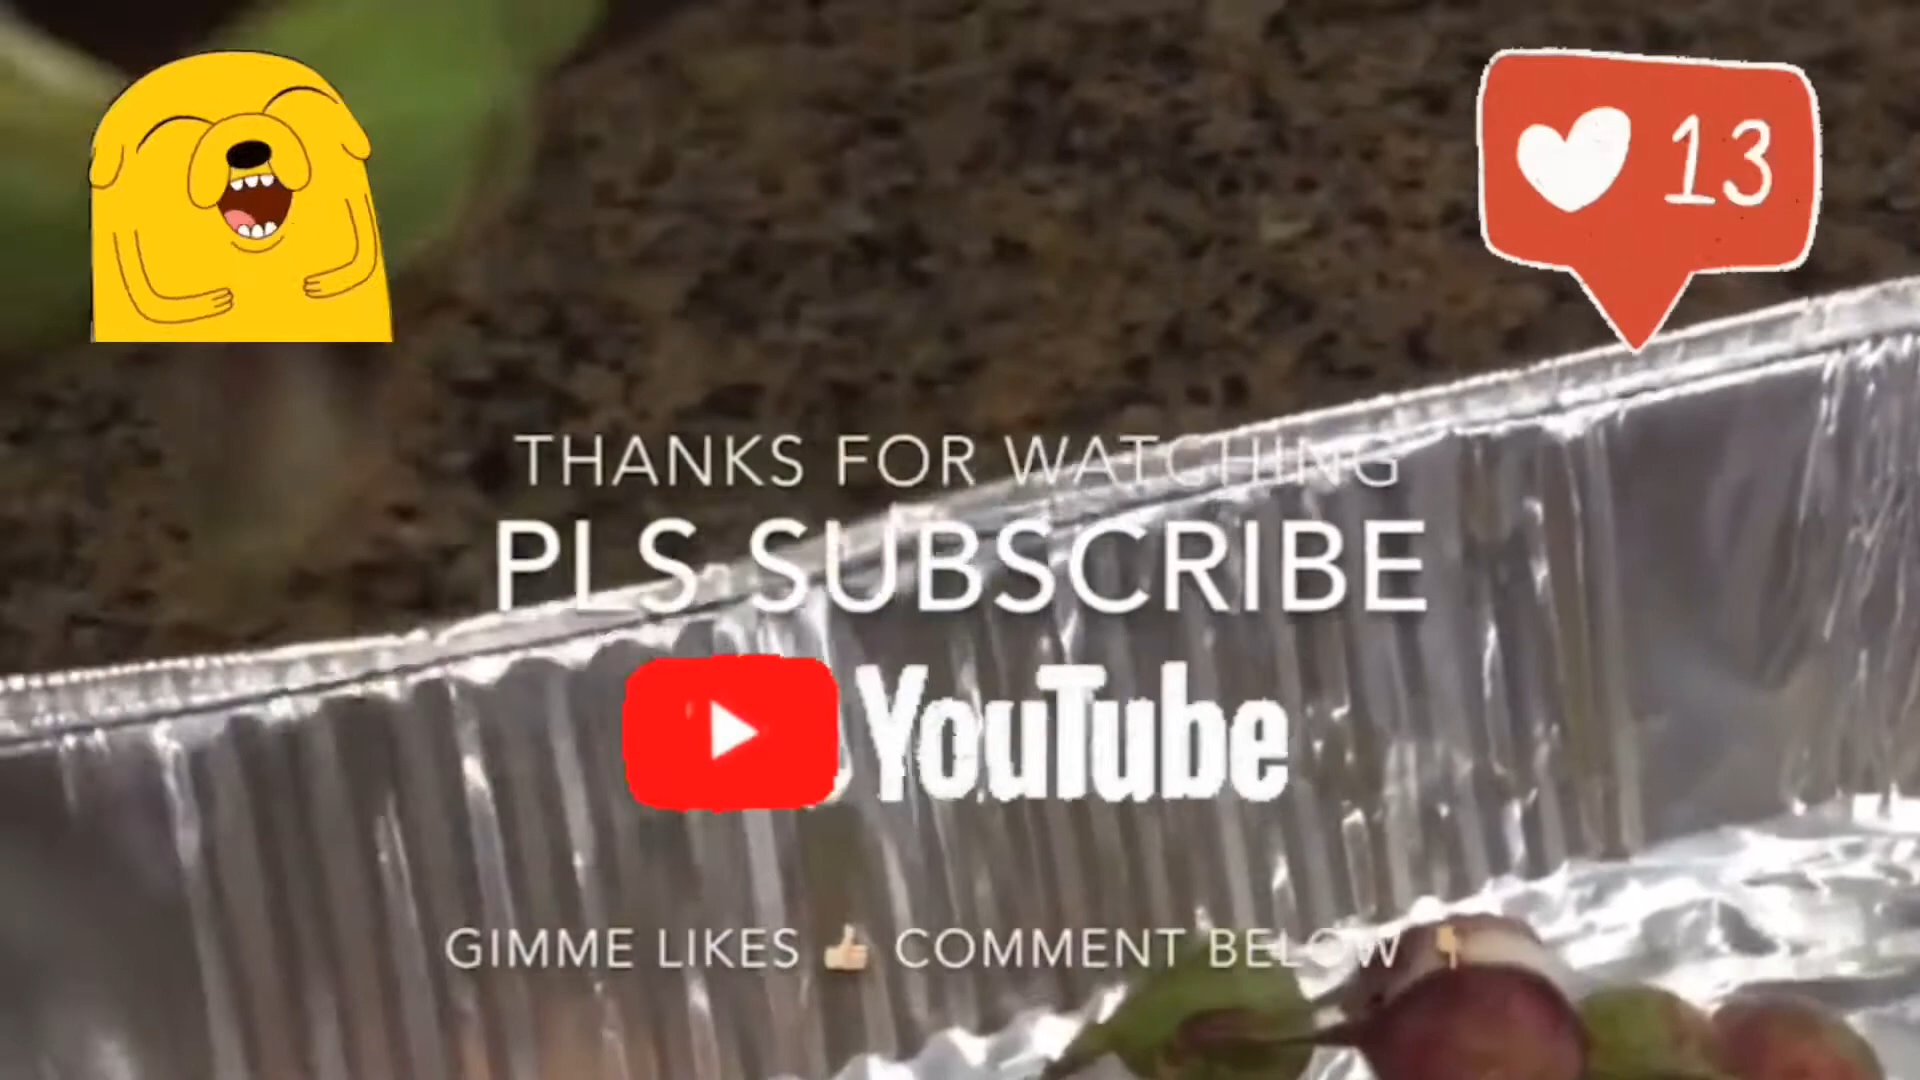 13
THANKS FOR WATCHING
PLS SUBSCRIBE
YouTube
GIMME LIKES 👍🏼 COMMENT BELOW 👇🏼